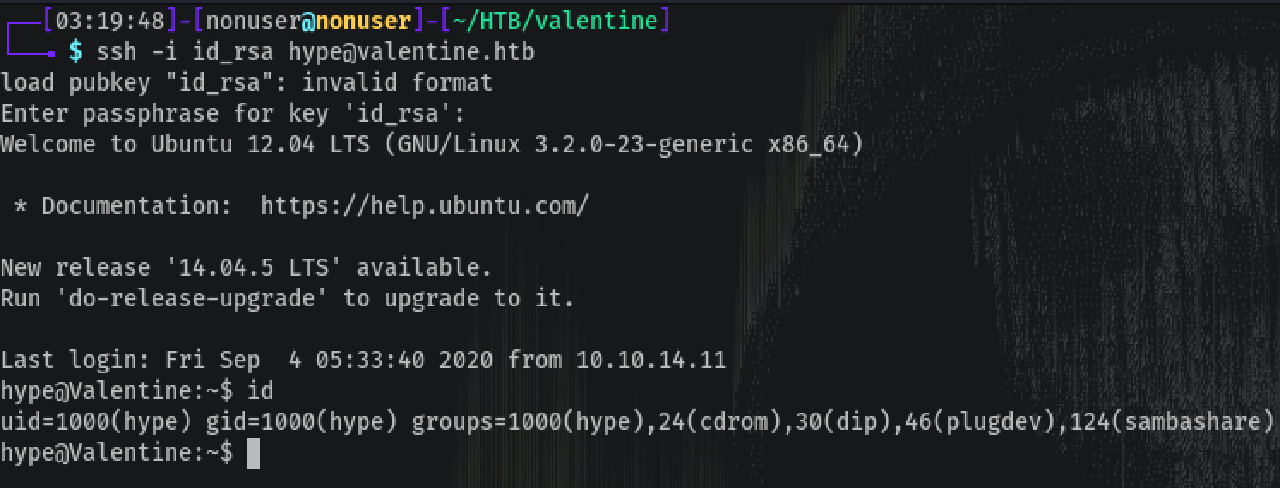 [03:19:48]-[nonuser@nonuser]-[~/HTB/valentine]
$ ssh -i id_rsa hype@valentine.htb
load pubkey "id_rsa": invalid format
Enter passphrase for key 'id_rsa':
Welcome to Ubuntu 12.04 LTS (GNU/Linux 3.2.0-23-generic x86_64)
* Documentation:  https://help.ubuntu.com/
New release '14.04.5 LTS' available.
Run 'do-release-upgrade' to upgrade to it.
Last login: Fri Sep  4 05:33:40 2020 from 10.10.14.11
hype@Valentine:~$ id
uid=1000(hype) gid=1000(hype) groups=1000(hype),24(cdrom),30(dip),46(plugdev),124(sambashare)
hype@Valentine:~$